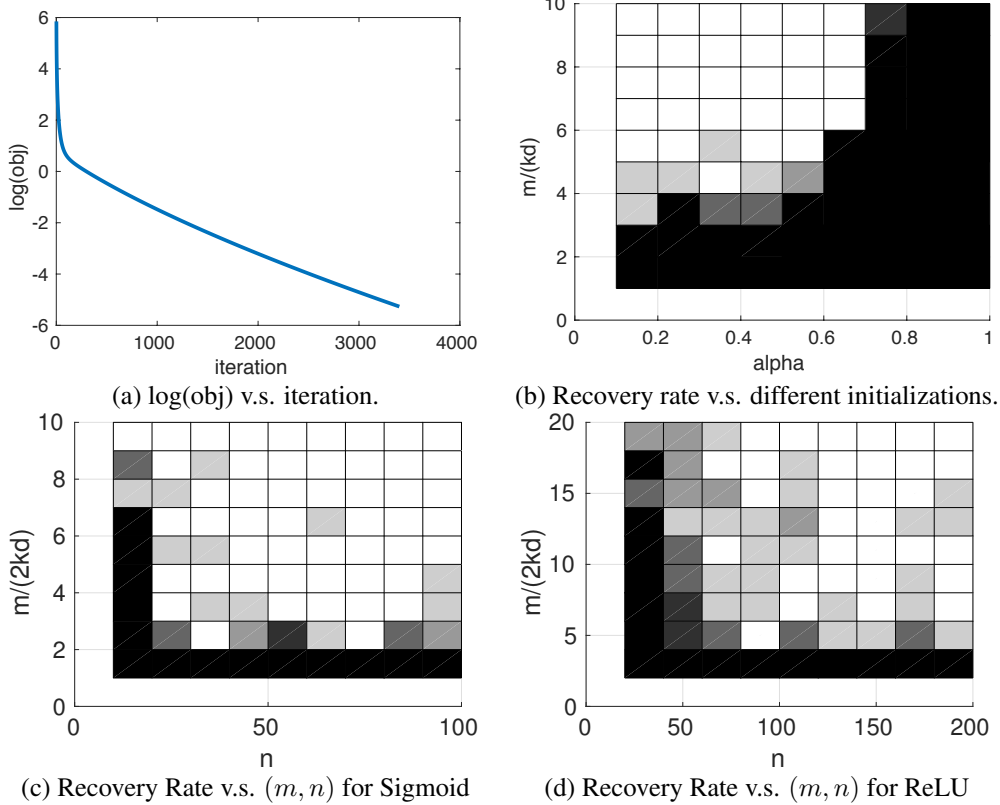 6
4
2
0
-2
-4
-6
log(obj)
0 1000 2000 3000 4000
iteration
(a) log(obj) v.s. iteration.
10
8
6
4
2
0
m/(kd)
0.2 0.4 0.6 0.8 1
alpha
(b) Recovery rate v.s. different initializations.
10
8
6
4
2
0
m/(2kd)
0 50 100
n
(c) Recovery Rate v.s. (m, n) for Sigmoid
20
15
10
5
0
m/(2kd)
0 50 100 150 200
n
(d) Recovery Rate v.s. (m, n) for ReLU